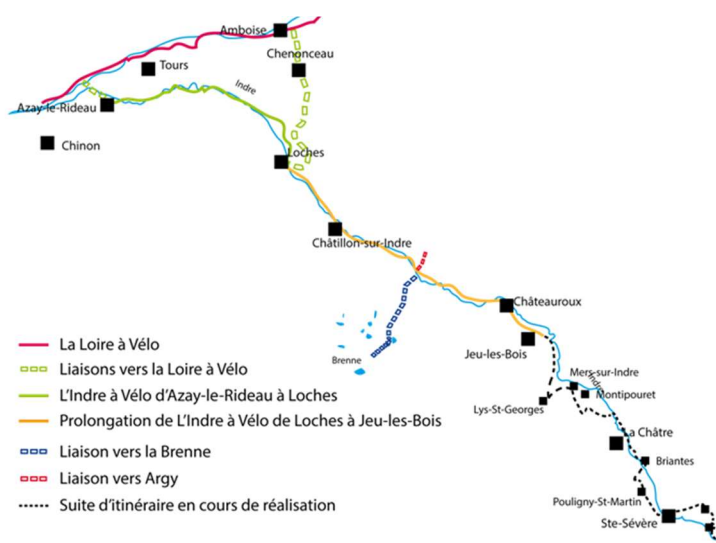 Amboise
Chenonceau
Tours
Indre
Azay-le-Rideau
Chinon
Loches
Châtillon-sur-Indre
Châteauroux
Jeu-les-Bois
Brenne
Mers-sur-Indre
Indre
Montipouret
Lys-St-Georges
La Châtre
Briantes
Pouligny-St-Martin
Ste-Sévère
La Loire à Vélo
Liaisons vers la Loire à Vélo
L'Indre à Vélo d'Azay-le-Rideau à Loches
Prolongation de L'Indre à Vélo de Loches à Jeu-les-Bois
Liaison vers la Brenne
Liaison vers Argy
Suite d'itinéraire en cours de réalisation